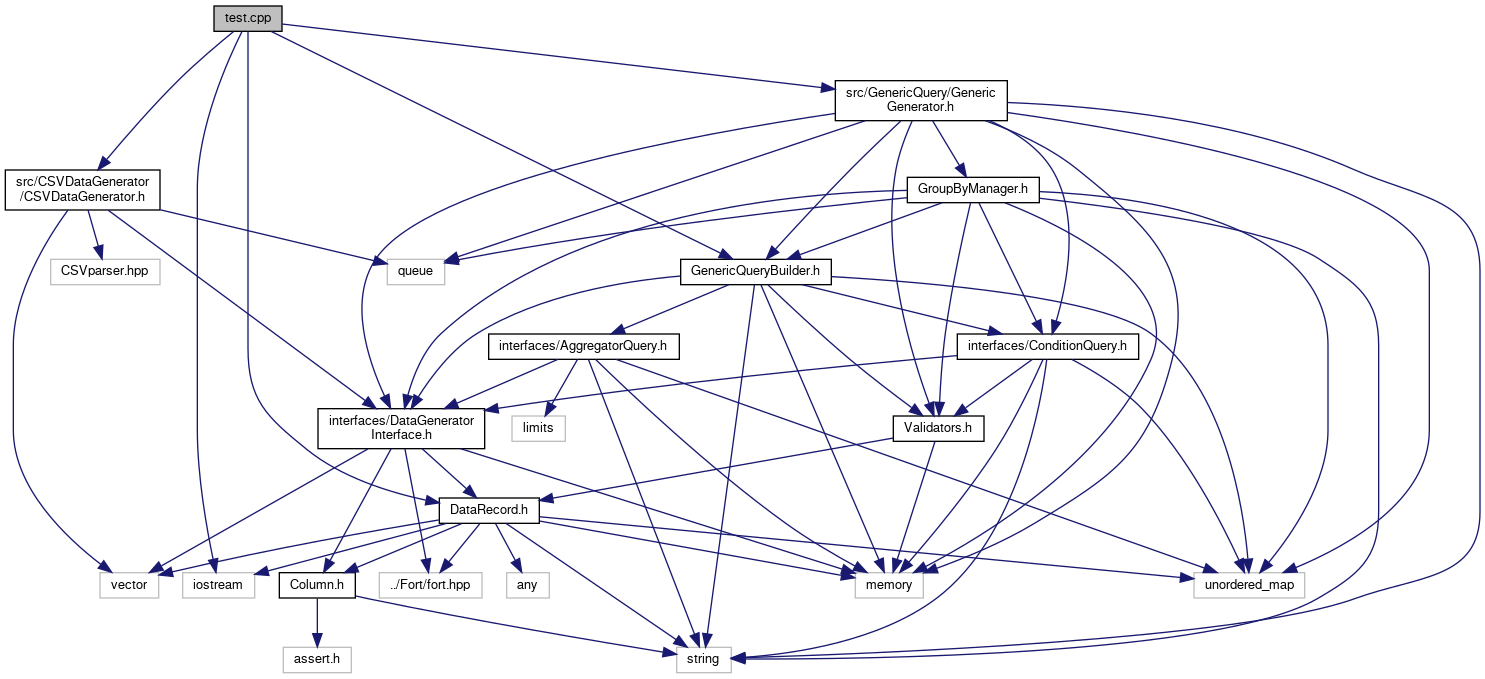 test.cpp
src/GenericQuery/Generic
Generator.h
src/CSVDataGenerator
/CSVDataGenerator.h
GroupByManager.h
CSVparser.hpp
queue
GenericQueryBuilder.h
interfaces/AggregatorQuery.h
interfaces/ConditionQuery.h
interfaces/DataGenerator
Interface.h
limits
Validators.h
DataRecord.h
vector
iostream
Column.h
../Fort/fort.hpp
any
memory
unordered_map
assert.h
string